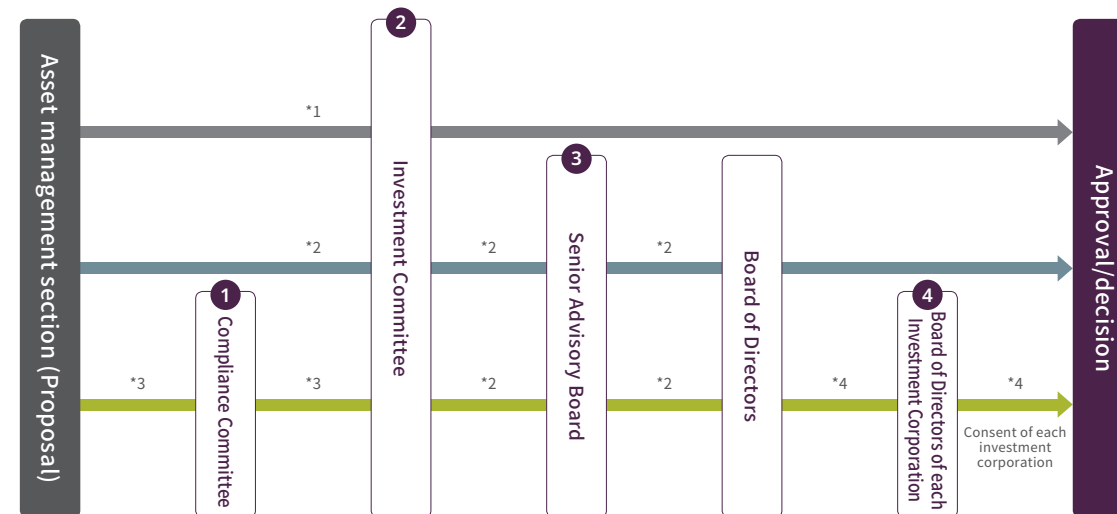 Asset management section (Proposal)
*1
*2
*3
1
Compliance Committee
*3
2
Investment Committee
*2
*2
3
Senior Advisory Board
*2
*2
Board of Directors
*4
4
Board of Directors of each
Investment Corporation
*4
Consent of each
investment
corporation
Approval/decision